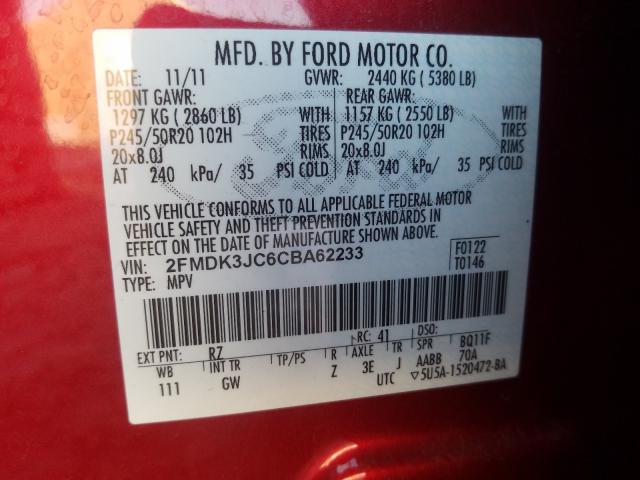 MFD. BY FORD MOTOR CO.
DATE: 11/11 GVWR: 2440 KG ( 5380 LB)
FRONT GAWR: REAR GAWR:
1297 KG ( 2860 LB) 1157 KG ( 2550 LB)
P245/50R20 102H TIRES P245/50R20 102H
20x8.0J RIMS 20x8.0J
AT 240 kPa/ 35 PSI COLD AT 240 kPa/ 35 PSI COLD
THIS VEHICLE CONFORMS TO ALL APPLICABLE FEDERAL MOTOR
VEHICLE SAFETY AND THEFT PREVENTION STANDARDS IN
EFFECT ON THE DATE OF MANUFACTURE SHOWN ABOVE.
VIN: 2FMDK3JC6CBA62233 F0122
TYPE: MPV T0146
EXT PNT: RZ RC: 41 DSO: BQ11F
WB INT TR TP/PS R AXLE TR SPR 70A
111 GW Z 3E J AABB
UTC ▽5U5A-1520472-BA